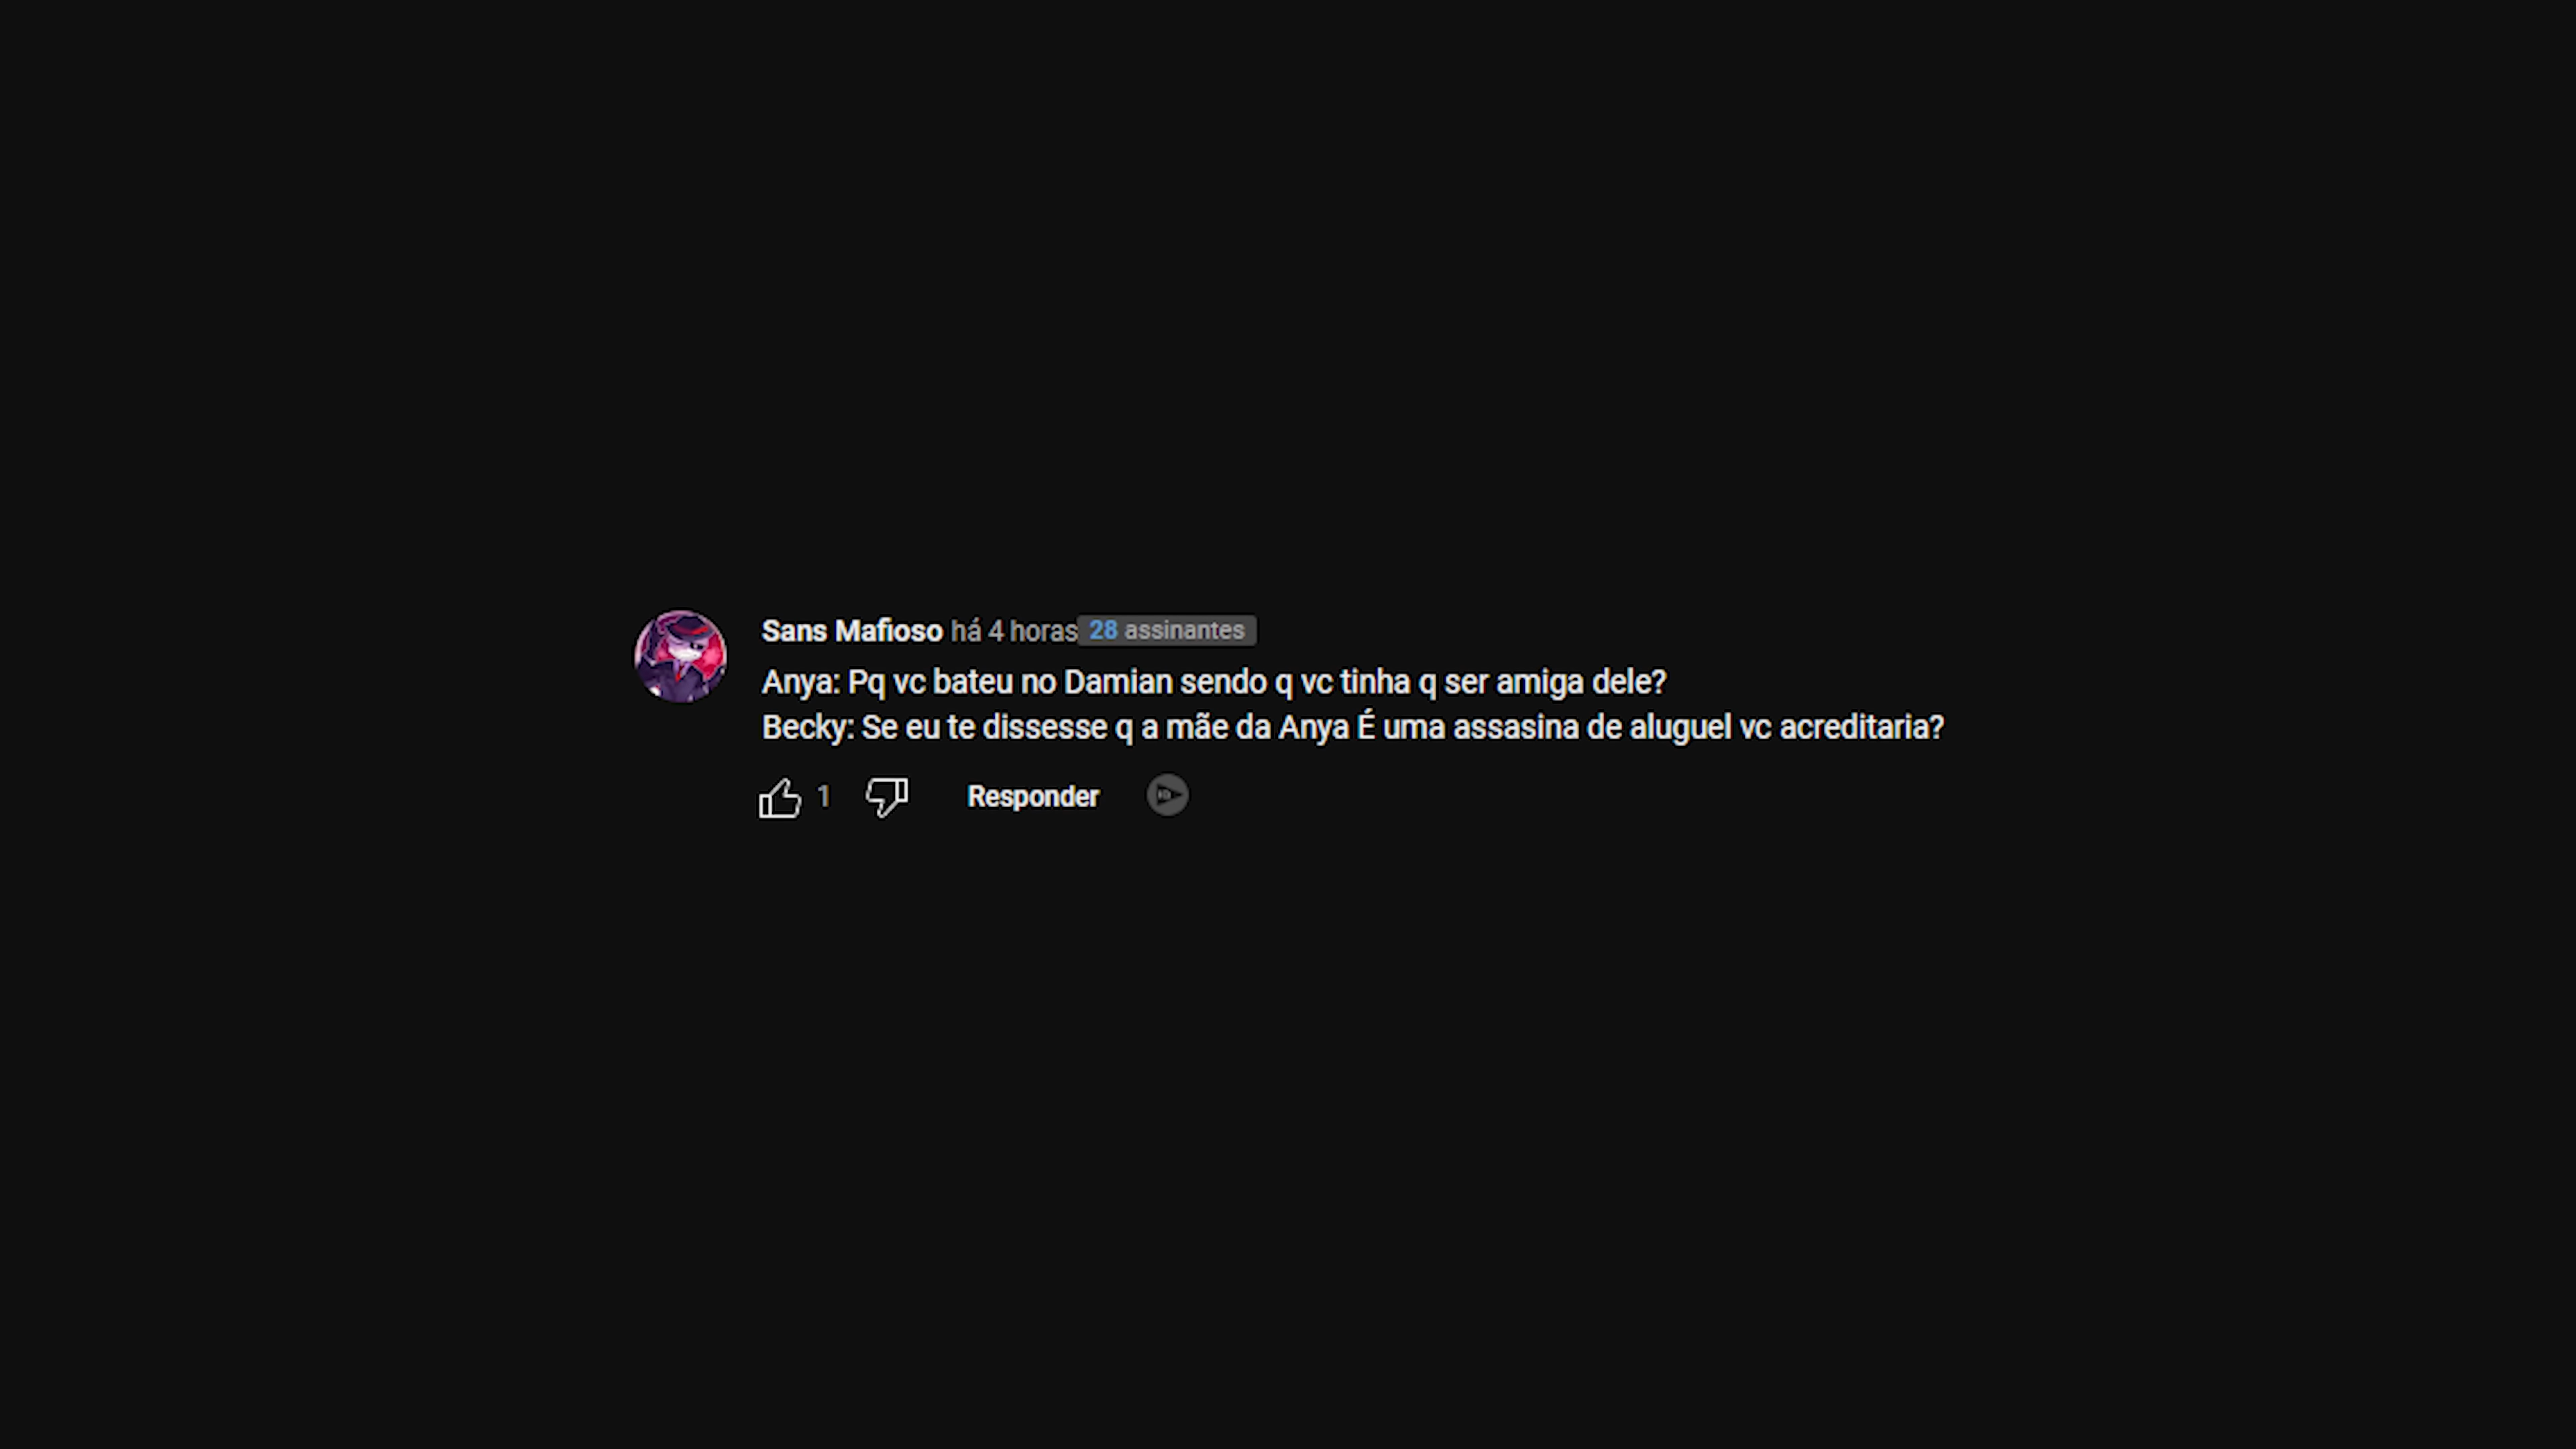 Sans Mafioso há 4 horas 28 assinantes
Anya: Pq vc bateu no Damian sendo q vc tinha q ser amiga dele?
Becky: Se eu te dissesse q a mãe da Anya É uma assasina de aluguel vc acreditaria?
1 Responder